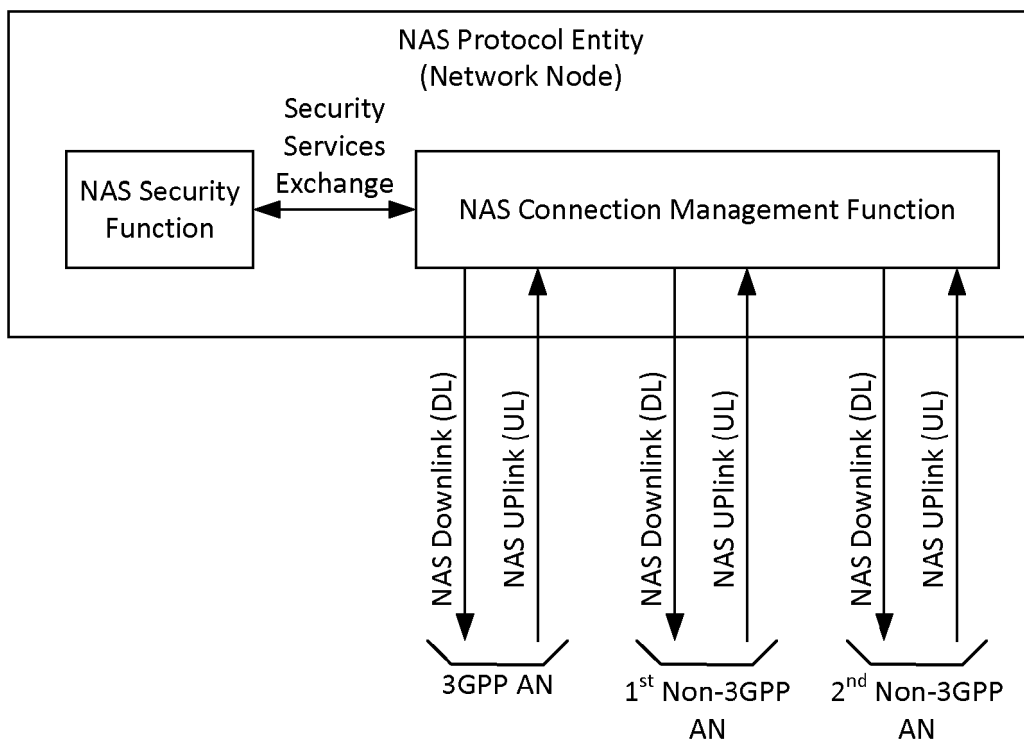 NAS Protocol Entity
(Network Node)
Security
Services
Exchange
NAS Security
Function
NAS Connection Management Function
NAS Downlink (DL)
NAS UPlink (UL)
NAS Downlink (DL)
NAS UPlink (UL)
NAS Downlink (DL)
NAS UPlink (UL)
3GPP AN
1st Non-3GPP
AN
2nd Non-3GPP
AN